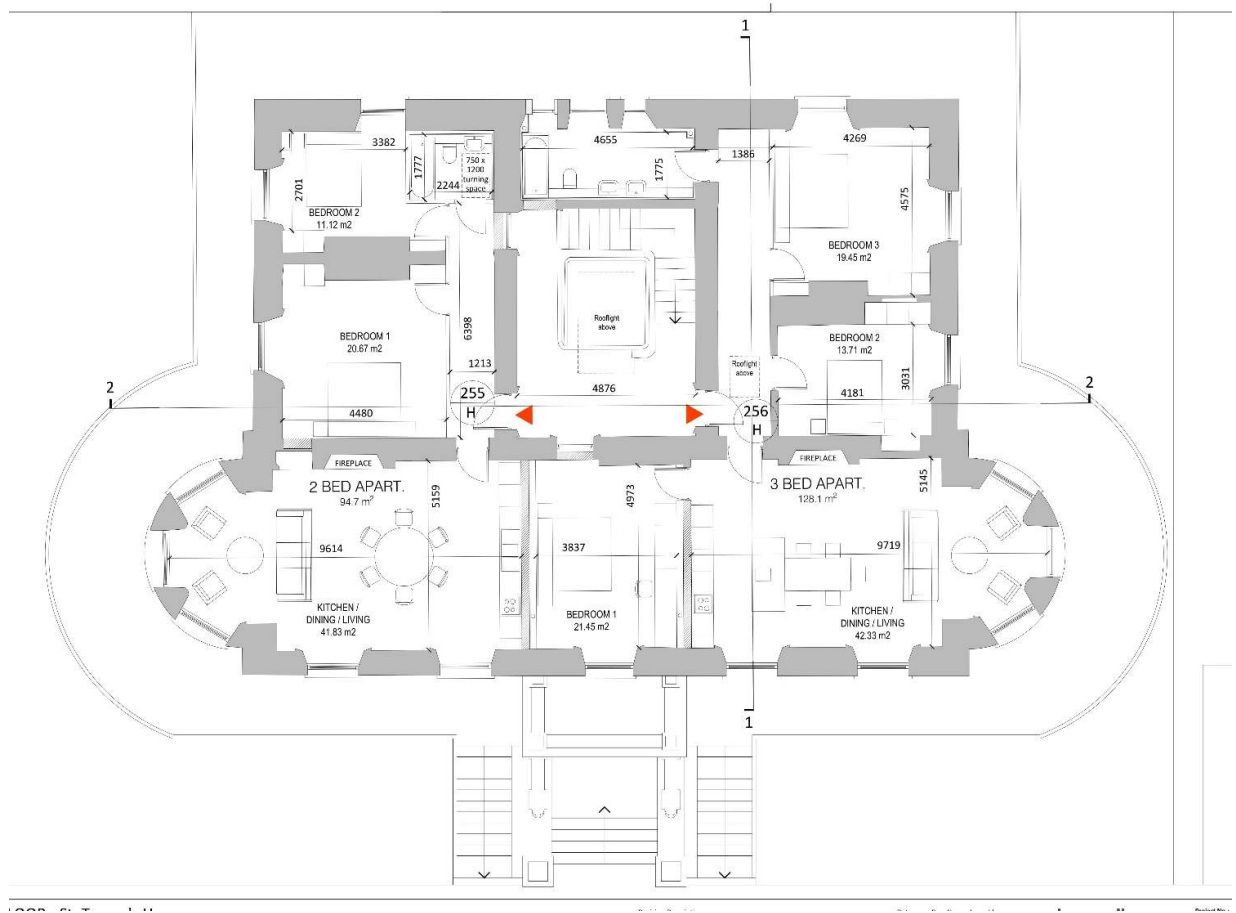 1
3382
1777
750 x
1200
turning
space
2244
2701
BEDROOM 2
11.12 m2
4655
1775
1386
4269
4575
BEDROOM 3
19.45 m2
Rooflight
above
BEDROOM 1
20.67 m2
6398
1213
4480
255
H
4876
Rooflight
above
256
H
BEDROOM 2
13.71 m2
3031
4181
2
2
FIREPLACE
2 BED APART.
94.7 m²
5159
9614
KITCHEN /
DINING / LIVING
41.83 m2
4973
3837
BEDROOM 1
21.45 m2
FIREPLACE
3 BED APART.
128.1 m²
5145
9719
KITCHEN /
DINING / LIVING
42.33 m2
1